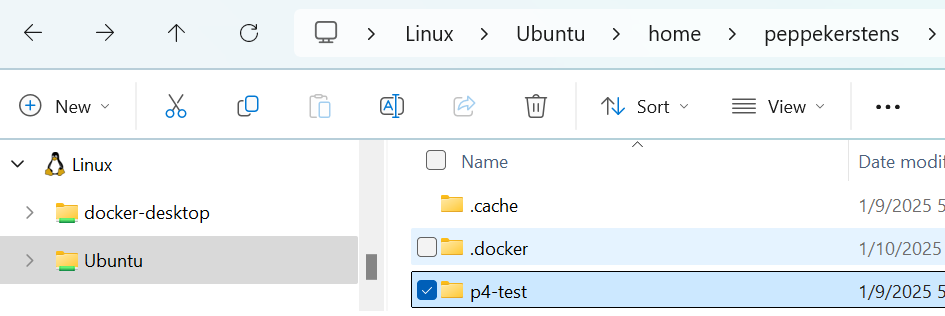 Linux Ubuntu home peppekerstens
New Sort View
Linux
docker-desktop
Ubuntu
Name Date modif
.cache 1/9/2025 5
.docker 1/10/2025
p4-test 1/9/2025 5